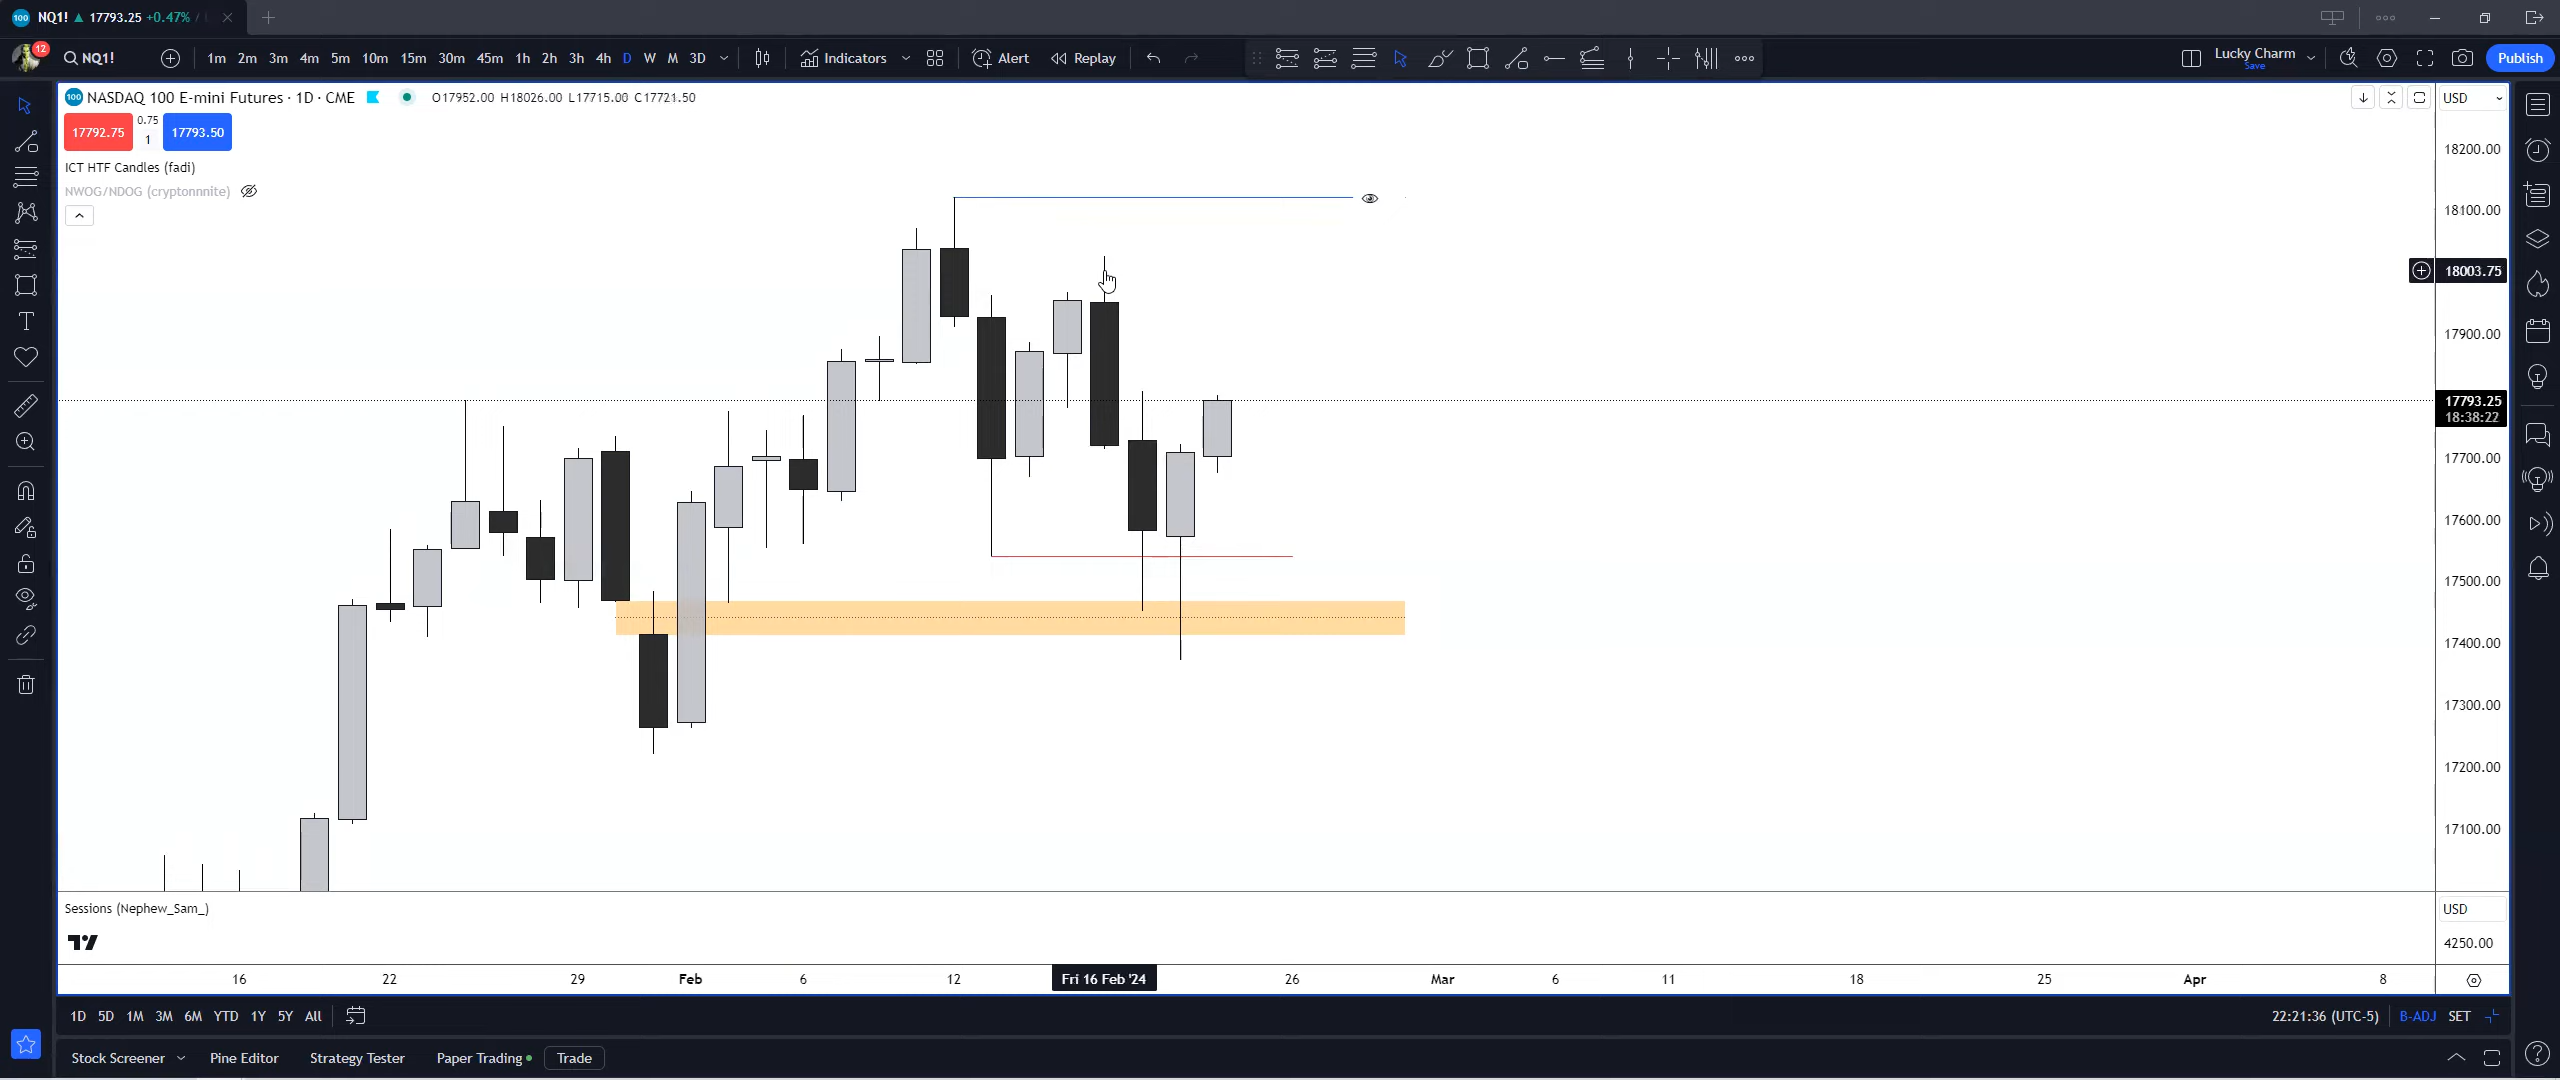 100 NQ1! ▲ 17793.25 +0.47% /
12 NQ1! 1m 2m 3m 4m 5m 10m 15m 30m 45m 1h 2h 3h 4h D W M 3D Indicators Alert Replay Lucky Charm Save Publish
100 NASDAQ 100 E-mini Futures · 1D · CME O17952.00 H18026.00 L17715.00 C17721.50
USD
17792.75 0.75 1 17793.50
ICT HTF Candles (fadi)
NWOG/NDOG (cryptonnnite)
18200.00
18100.00
18003.75
17900.00
17793.25
18:38:22
17700.00
17600.00
17500.00
17400.00
17300.00
17200.00
17100.00
Sessions (Nephew_Sam_)
USD
4250.00
16 22 29 Feb 6 12 Fri 16 Feb '24 26 Mar 6 11 18 25 Apr 8
1D 5D 1M 3M 6M YTD 1Y 5Y All 22:21:36 (UTC-5) B-ADJ SET
Stock Screener Pine Editor Strategy Tester Paper Trading Trade